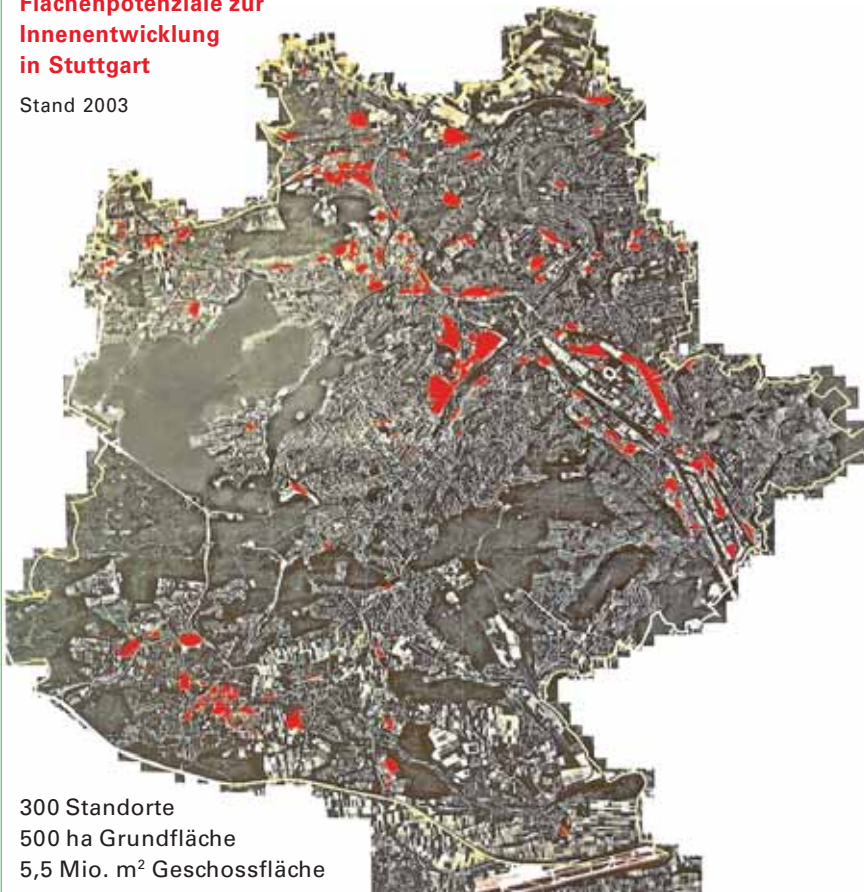 Flächenpotenziale zur
Innenentwicklung
in Stuttgart
Stand 2003
300 Standorte
500 ha Grundfläche
5,5 Mio. m² Geschossfläche